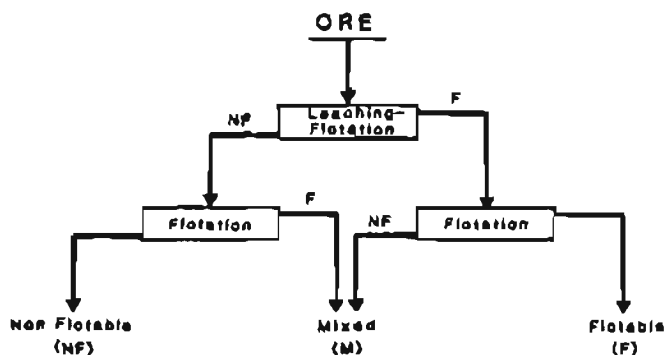 ORE
F
Leaching-
Flotation
NF
F
Flotation
NF
Flotation
Non Flotable
(NF)
Mixed
(M)
Flotable
(F)